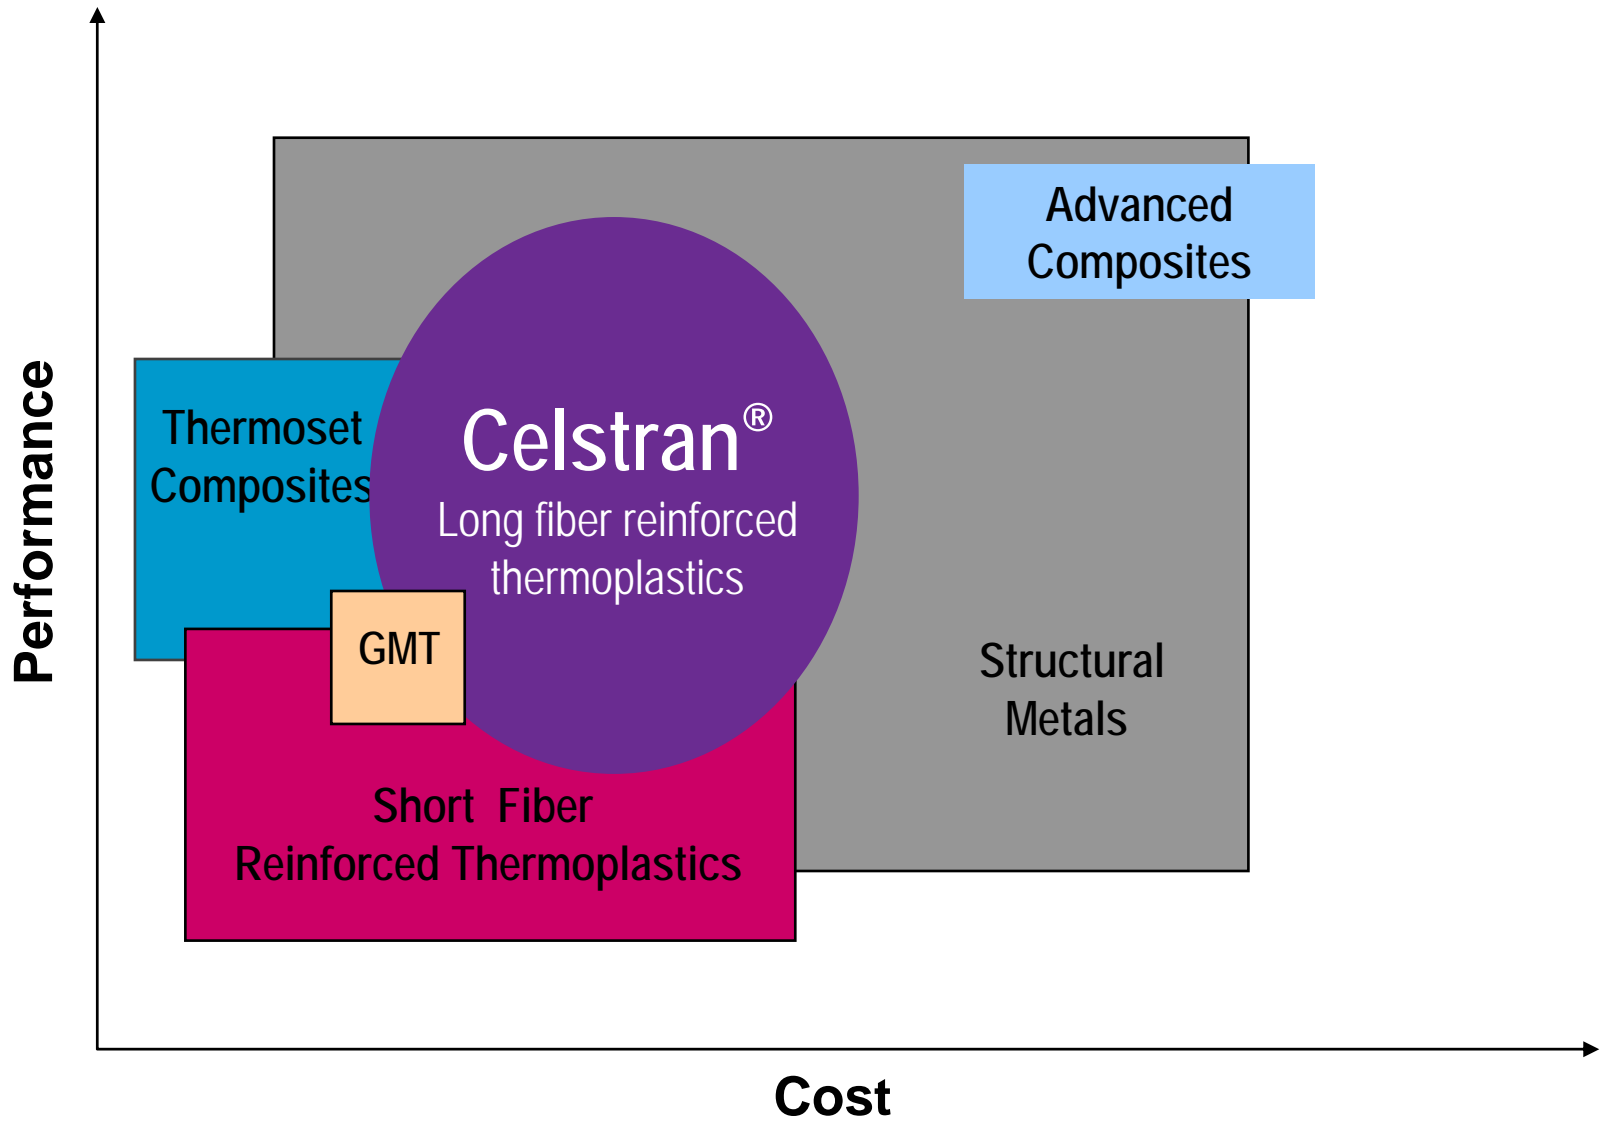 Performance
Advanced
Composites
Thermoset
Composites
Celstran®
Long fiber reinforced
thermoplastics
GMT
Structural
Metals
Short Fiber
Reinforced Thermoplastics
Cost